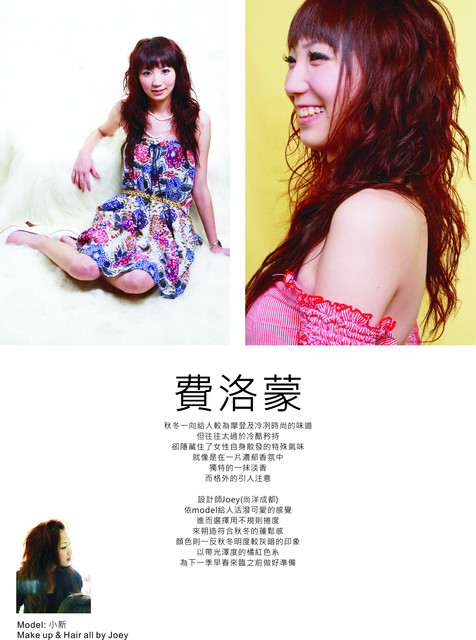 費洛蒙
秋冬一向給人較為摩登及冷冽時尚的味道
但往往太過於冷酷矜持
卻隱藏住了女性自身散發的特殊氣味
就像是在一片濃郁香氛中
獨特的一抹淡香
而格外的引人注意
設計師Joey(尚洋成都)
依model給人活潑可愛的感覺
進而選擇用不規則捲度
來朔造符合秋冬的蓬鬆感
顏色則一反秋冬明度較灰暗的印象
以帶光澤度的橘紅色系
為下一季早春來臨之前做好準備
Model: 小新
Make up & Hair all by Joey